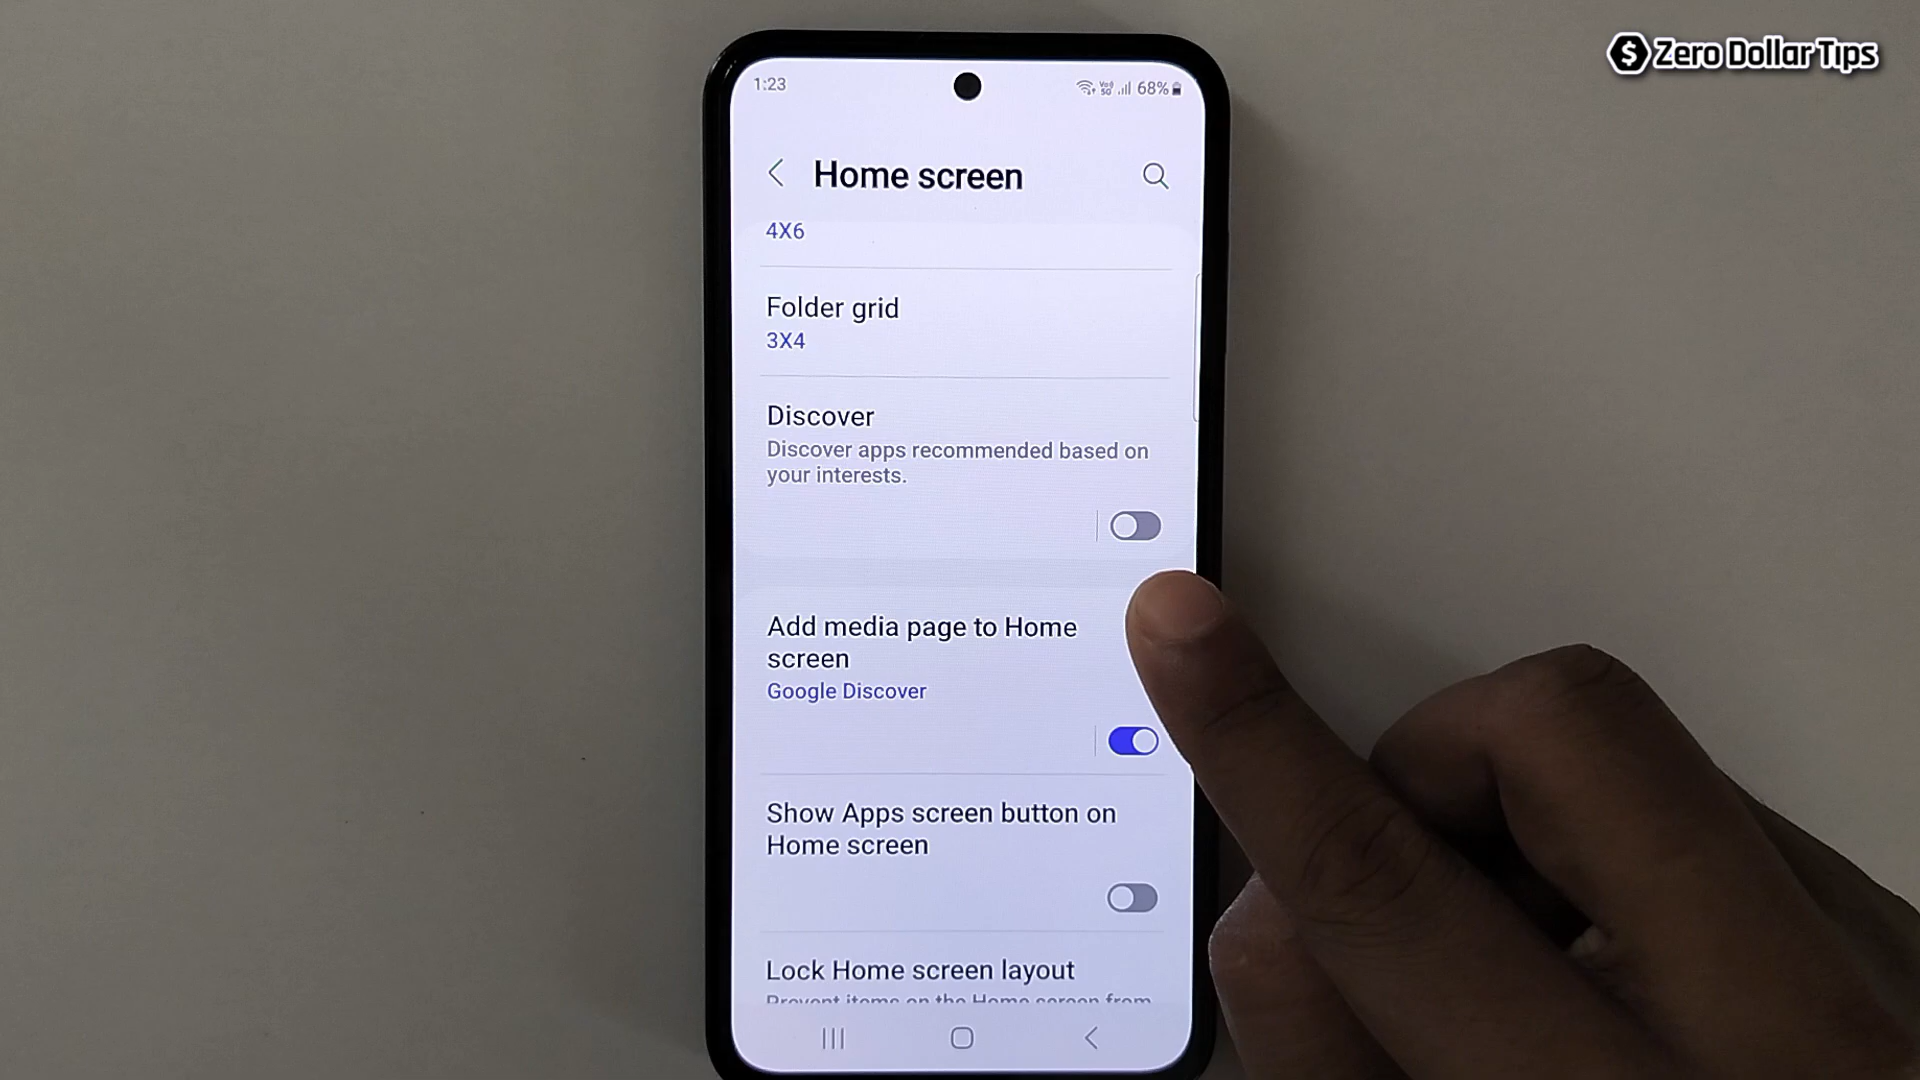 Zero Dollar Tips
1:23
68%
Home screen
4X6
Folder grid
3X4
Discover
Discover apps recommended based on
your interests.
Add media page to Home
screen
Google Discover
Show Apps screen button on
Home screen
Lock Home screen layout
Prevent items on the Home screen from